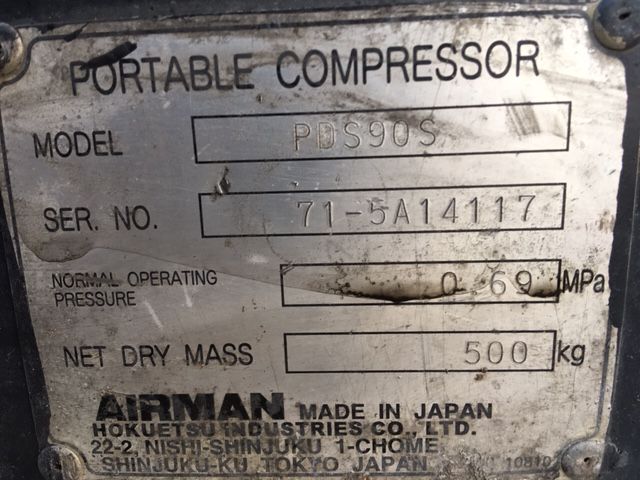 PORTABLE COMPRESSOR
MODEL PDS90S
SER. NO. 71-5A14117
NORMAL OPERATING PRESSURE 0.69 MPa
NET DRY MASS 500 kg
AIRMAN MADE IN JAPAN
HOKUETSU INDUSTRIES CO., LTD.
22-2, NISHI-SHINJUKU 1-CHOME
SHINJUKU-KU TOKYO JAPAN